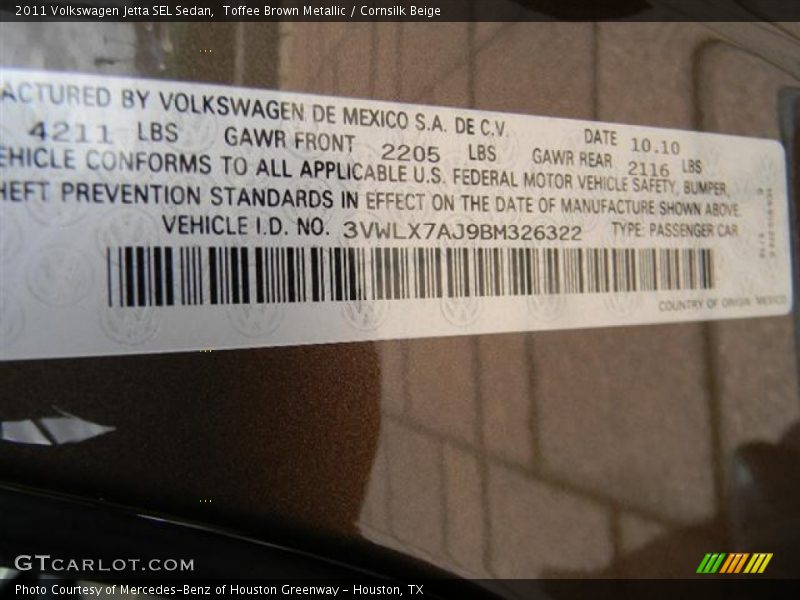 2011 Volkswagen Jetta SEL Sedan,  Toffee Brown Metallic / Cornsilk Beige
ACTURED BY VOLKSWAGEN DE MEXICO S.A. DE C.V. DATE 10.10
4211 LBS GAWR FRONT 2205 LBS GAWR REAR 2116 LBS
EHICLE CONFORMS TO ALL APPLICABLE U.S. FEDERAL MOTOR VEHICLE SAFETY, BUMPER,
HEFT PREVENTION STANDARDS IN EFFECT ON THE DATE OF MANUFACTURE SHOWN ABOVE.
VEHICLE I.D. NO. 3VWLX7AJ9BM326322 TYPE: PASSENGER CAR
COUNTRY OF ORIGIN MEXICO
GTCARLOT.COM
Photo Courtesy of Mercedes-Benz of Houston Greenway - Houston, TX